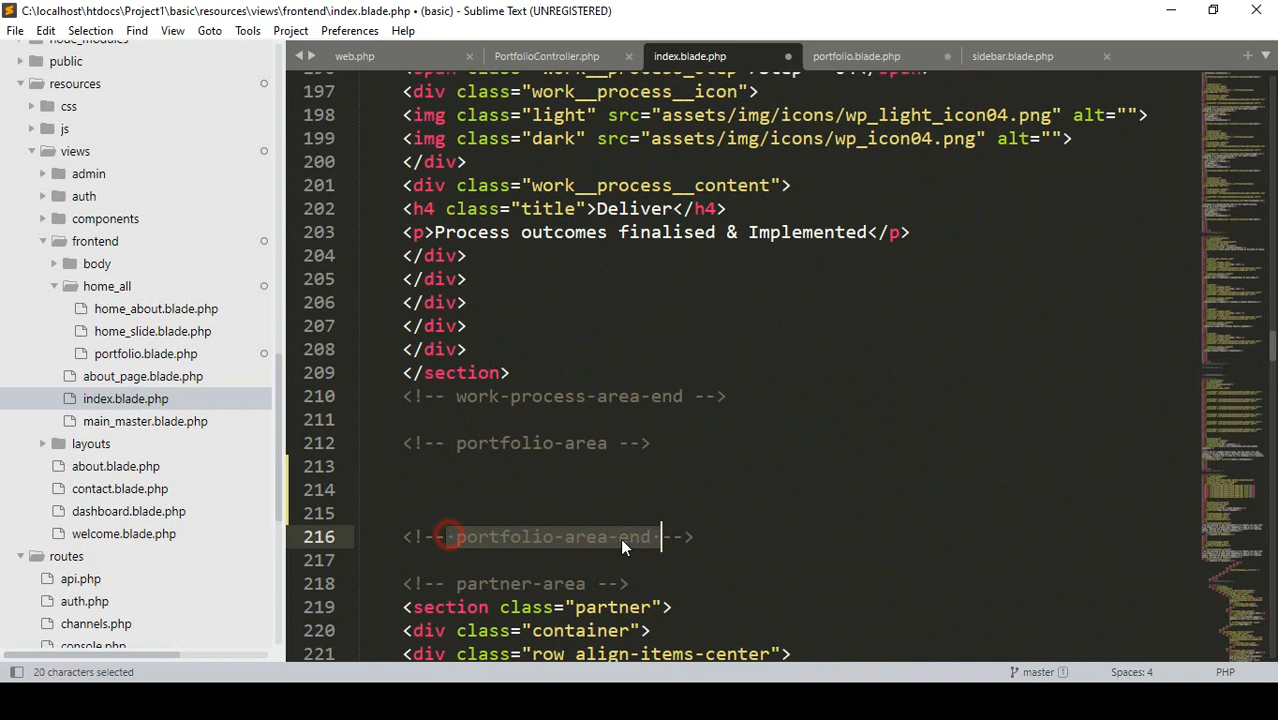 C:\localhost\htdocs\Project1\basic\resources\views\frontend\index.blade.php • (basic) - Sublime Text (UNREGISTERED)
File Edit Selection Find View Goto Tools Project Preferences Help
node_modules
public
resources
css
js
views
admin
auth
components
frontend
body
home_all
home_about.blade.php
home_slide.blade.php
portfolio.blade.php
about_page.blade.php
index.blade.php
main_master.blade.php
layouts
about.blade.php
contact.blade.php
dashboard.blade.php
welcome.blade.php
routes
api.php
auth.php
channels.php
console.php
web.php PortfolioController.php index.blade.php portfolio.blade.php sidebar.blade.php
197 <div class="work__process__icon">
198 <img class="light" src="assets/img/icons/wp_light_icon04.png" alt="">
199 <img class="dark" src="assets/img/icons/wp_icon04.png" alt="">
200 </div>
201 <div class="work__process__content">
202 <h4 class="title">Deliver</h4>
203 <p>Process outcomes finalised & Implemented</p>
204 </div>
205 </div>
206 </div>
207 </div>
208 </div>
209 </section>
210 <!-- work-process-area-end -->
211
212 <!-- portfolio-area -->
213
214
215
216 <!-- portfolio-area-end -->
217
218 <!-- partner-area -->
219 <section class="partner">
220 <div class="container">
221 <div class="row align-items-center">
20 characters selected master 1 Spaces: 4 PHP